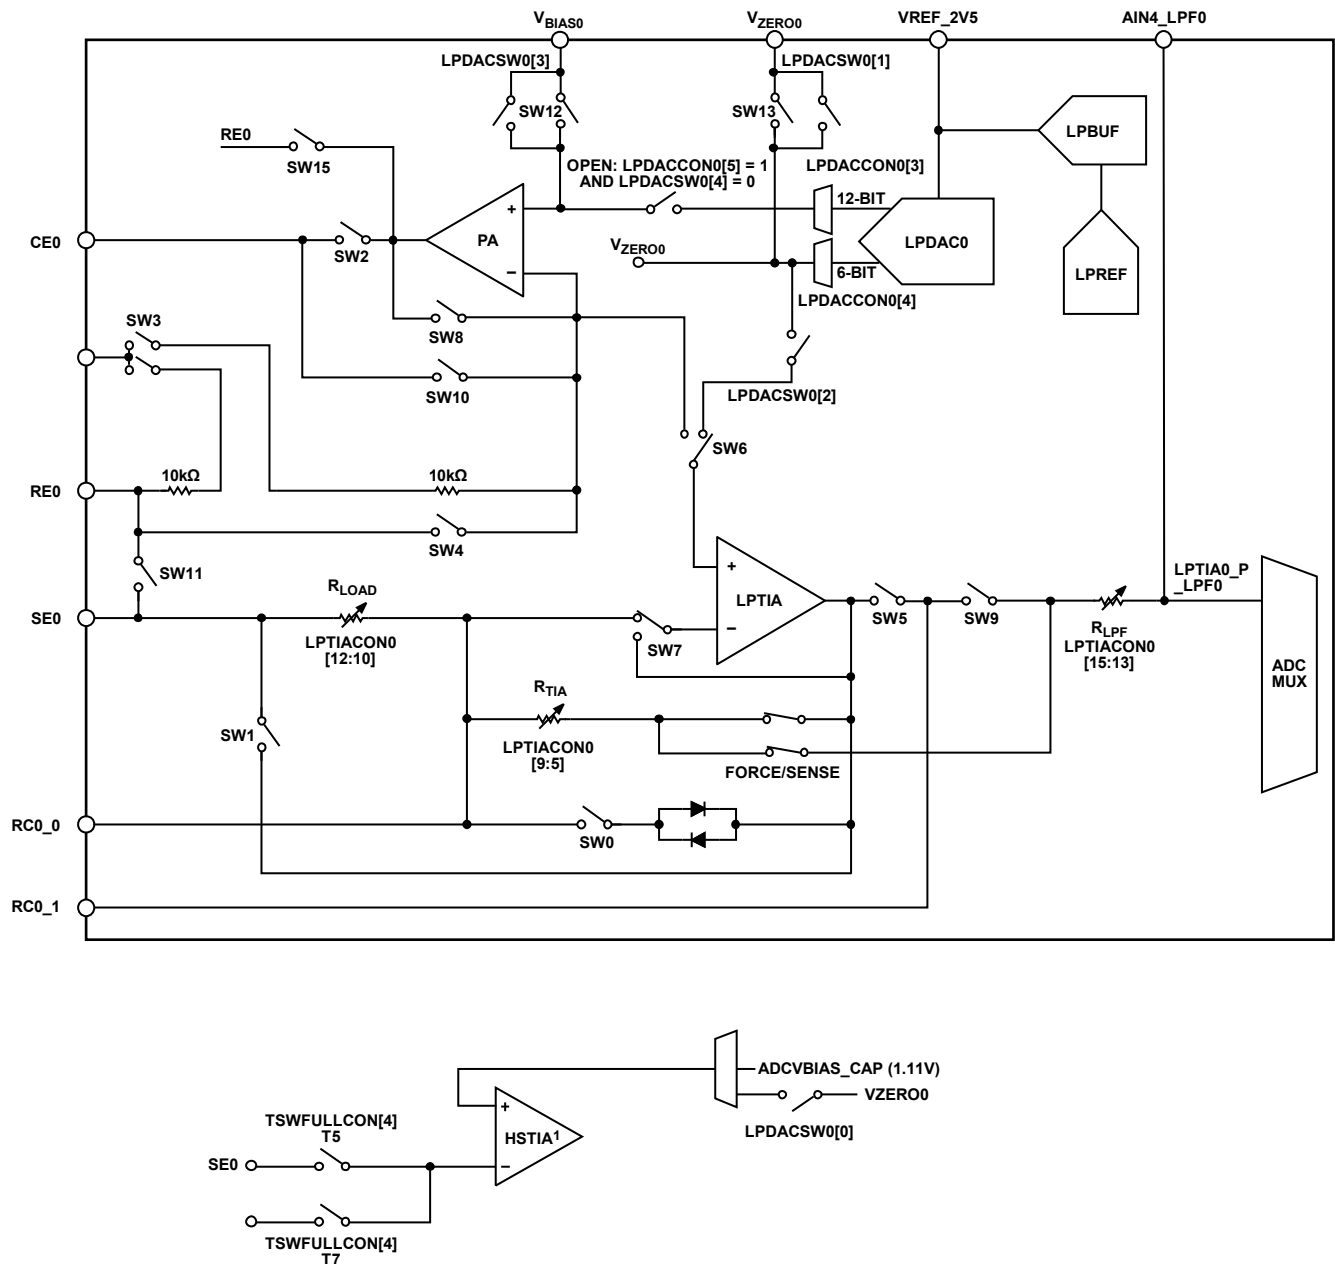 VBIAS0
VZERO0
VREF_2V5
AIN4_LPF0
LPDACSW0[3]
LPDACSW0[1]
SW12
SW13
LPBUF
RE0
SW15
OPEN: LPDACCON0[5] = 1
AND LPDACSW0[4] = 0
LPDACCON0[3]
12-BIT
+
PA
–
CE0
SW2
VZERO0
LPDAC0
6-BIT
LPREF
LPDACCON0[4]
SW3
SW8
SW10
LPDACSW0[2]
SW6
10kΩ
10kΩ
RE0
SW4
SW11
RLOAD
+
LPTIA
–
LPTIA0_P
_LPF0
SE0
SW5
SW9
LPTIACON0
[12:10]
SW7
RLPF
LPTIACON0
[15:13]
ADC
MUX
RTIA
SW1
LPTIACON0
[9:5]
FORCE/SENSE
RC0_0
SW0
RC0_1
ADCVBIAS_CAP (1.11V)
VZERO0
LPDACSW0[0]
+
HSTIA1
–
TSWFULLCON[4]
T5
SE0
TSWFULLCON[4]
T7